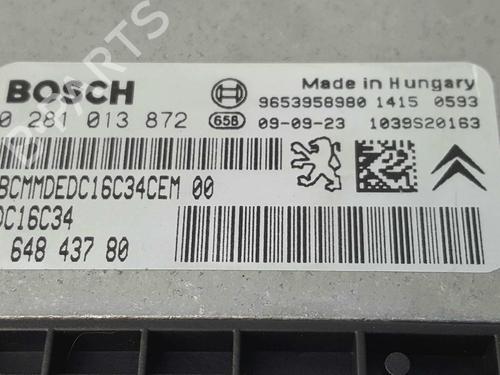 BOSCH
Made in Hungary
9653958980 1415 0593
0 281 013 872
658
09-09-23 1039S20163
BCMMDEDC16C34CEM 00
DC16C34
648 437 80